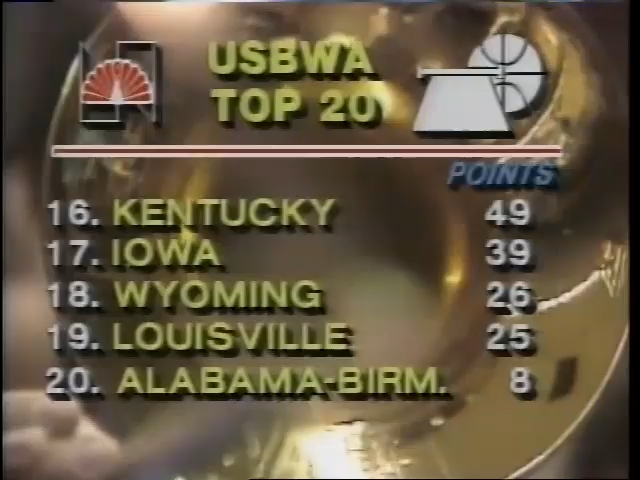 USBWA
TOP 20
POINTS
16. KENTUCKY 49
17. IOWA 39
18. WYOMING 26
19. LOUISVILLE 25
20. ALABAMA-BIRM. 8